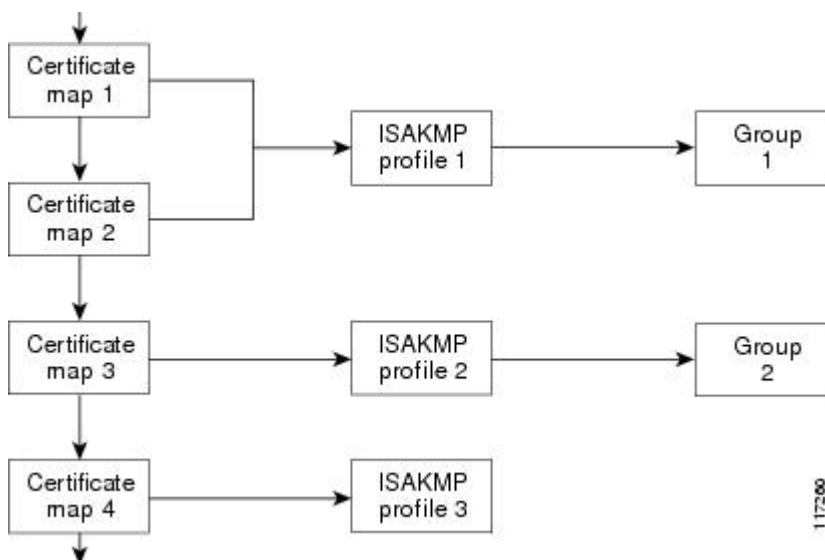 Certificate
map 1
ISAKMP
profile 1
Group
1
Certificate
map 2
Certificate
map 3
ISAKMP
profile 2
Group
2
Certificate
map 4
ISAKMP
profile 3
117269